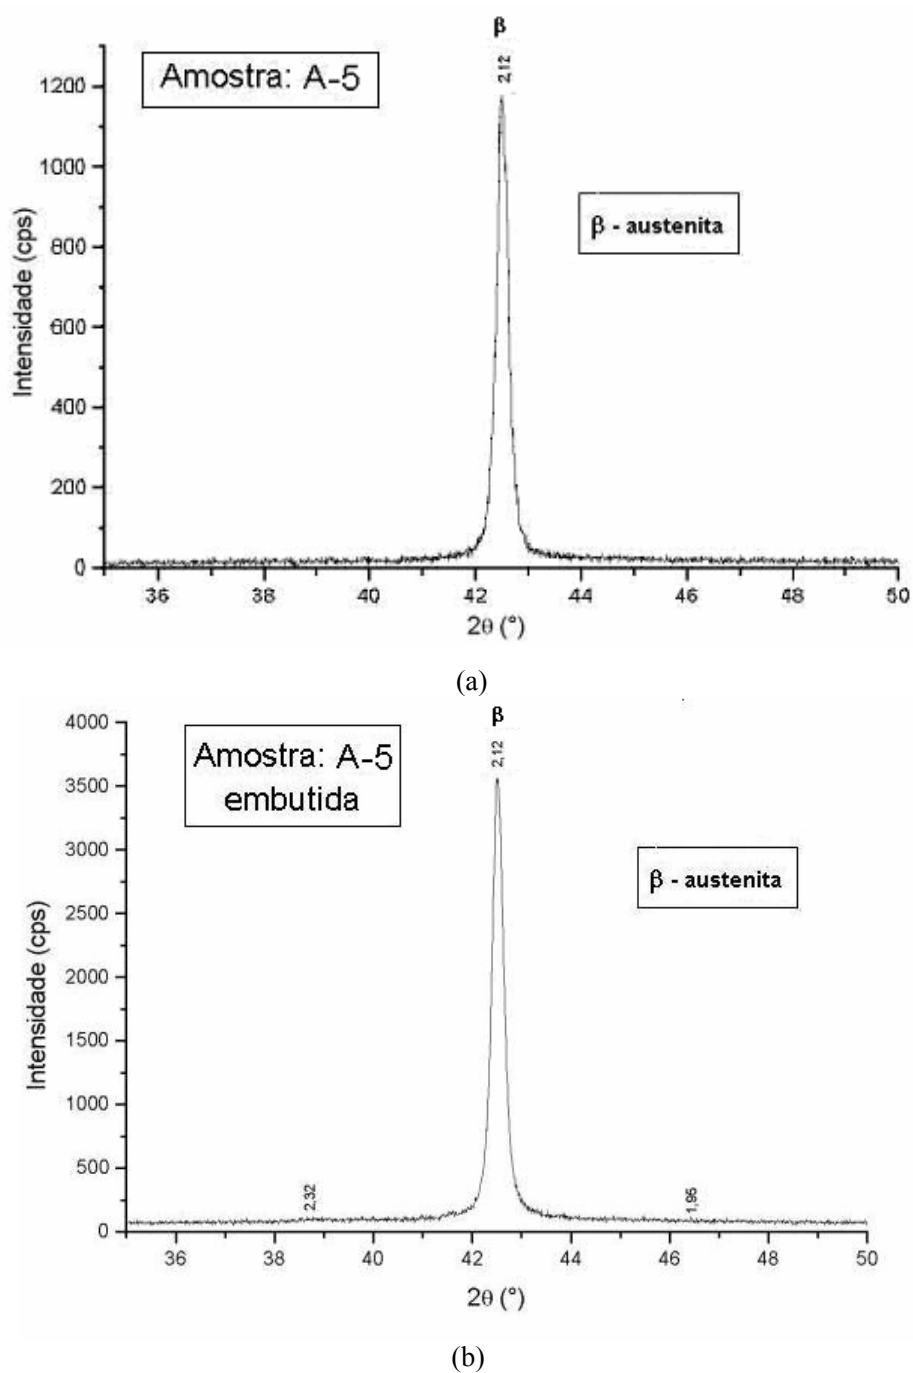 β
2,12
Amostra: A-5
β - austenita
Intensidade (cps)
1200
1000
800
600
400
200
0
36 38 40 42 44 46 48 50
2θ (°)
(a)
β
2,12
Amostra: A-5
embutida
β - austenita
Intensidade (cps)
4000
3500
3000
2500
2000
1500
1000
500
0
2,32
1,95
36 38 40 42 44 46 48 50
2θ (°)
(b)